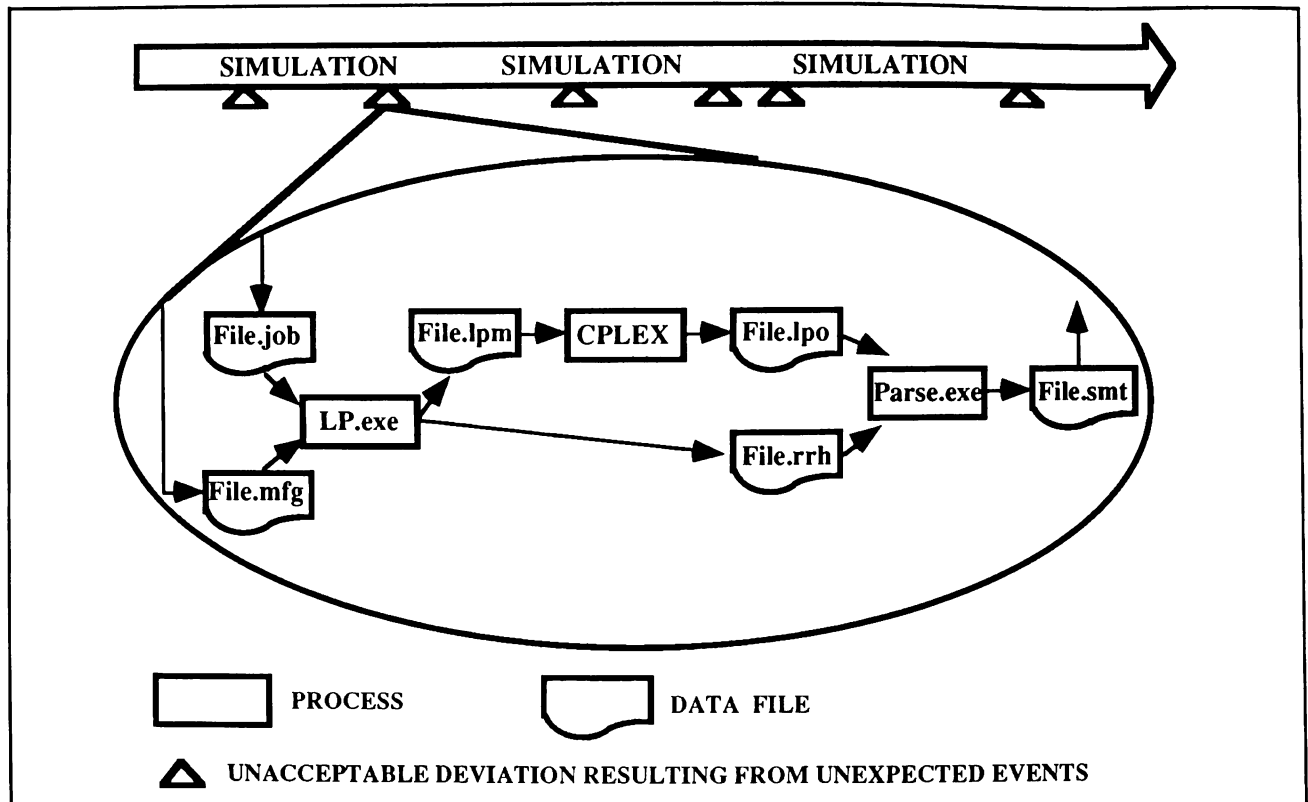 SIMULATION SIMULATION SIMULATION
File.job
File.lpm
CPLEX
File.lpo
LP.exe
Parse.exe
File.smt
File.mfg
File.rrh
PROCESS
DATA FILE
UNACCEPTABLE DEVIATION RESULTING FROM UNEXPECTED EVENTS